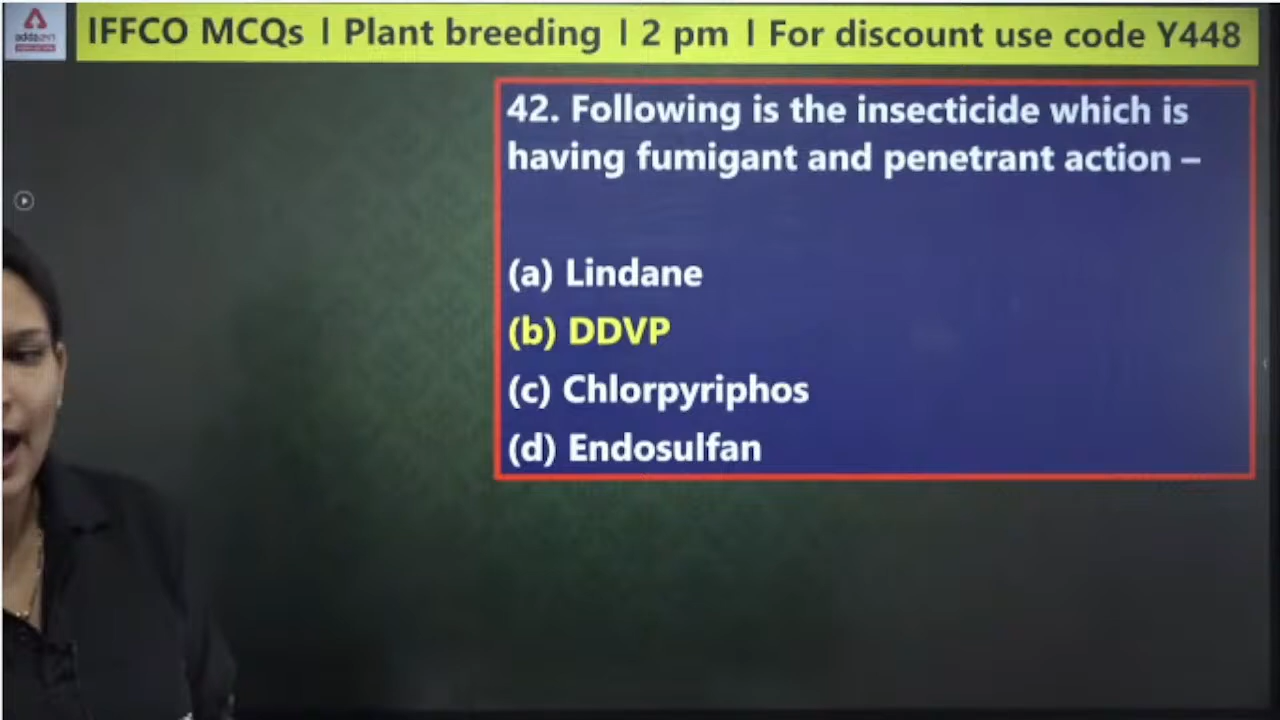 adda247
IFFCO MCQs I Plant breeding I 2 pm I For discount use code Y448
42. Following is the insecticide which is
having fumigant and penetrant action –
(a) Lindane
(b) DDVP
(c) Chlorpyriphos
(d) Endosulfan